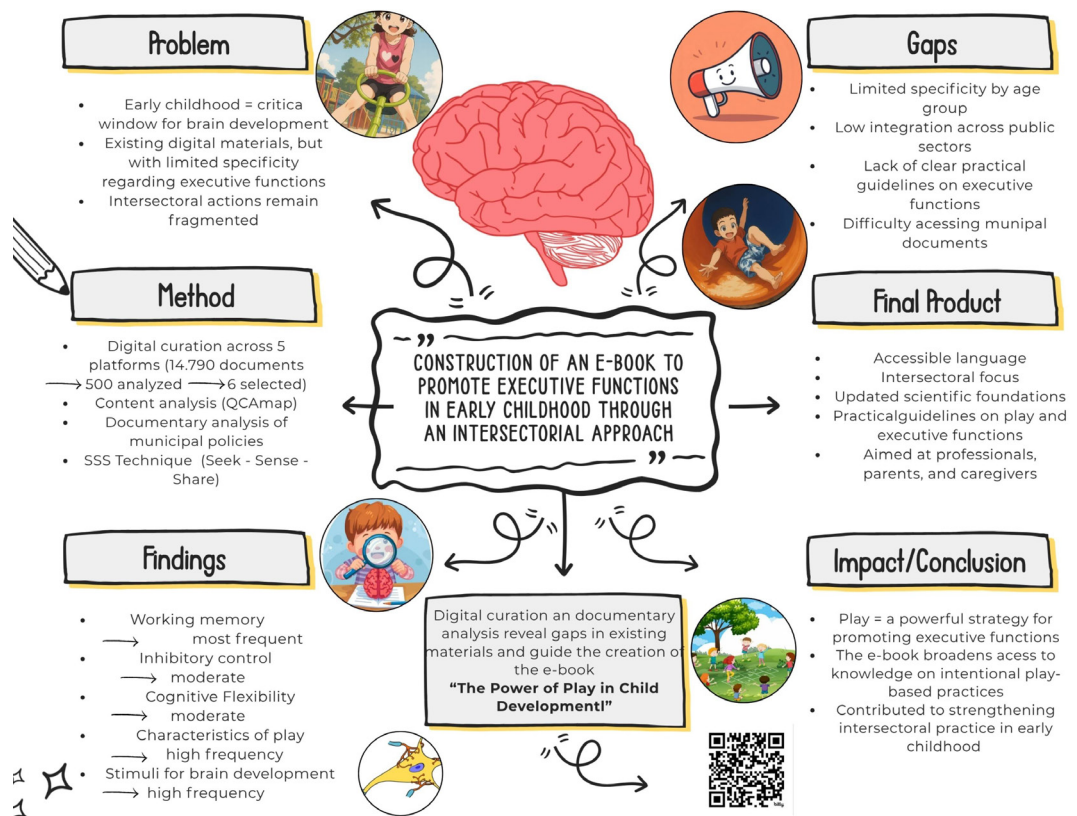 Problem
• Early childhood = critica
window for brain development
• Existing digital materials, but
with limited specificity
regarding executive functions
• Intersectoral actions remain
fragmented
Method
• Digital curation across 5
platforms (14.790 documents
⟶500 analyzed ⟶6 selected)
• Content analysis (QCAmap)
• Documentary analysis of
municipal policies
• SSS Technique (Seek - Sense -
Share)
Findings
• Working memory
⟶ most frequent
• Inhibitory control
⟶ moderate
• Cognitive Flexibility
⟶ moderate
• Characteristics of play
⟶ high frequency
• Stimuli for brain development
⟶ high frequency
”
CONSTRUCTION OF AN E-BOOK TO
PROMOTE EXECUTIVE FUNCTIONS
IN EARLY CHILDHOOD THROUGH
AN INTERSECTORIAL APPROACH
”
Digital curation an documentary
analysis reveal gaps in existing
materials and guide the creation of
the e-book
“The Power of Play in Child
Developmentl”
Gaps
• Limited specificity by age
group
• Low integration across public
sectors
• Lack of clear practical
guidelines on executive
functions
• Difficulty acessing munipal
documents
Final Product
• Accessible language
• Intersectoral focus
• Updated scientific foundations
• Practicalguidelines on play and
executive functions
• Aimed at professionals,
parents, and caregivers
Impact/Conclusion
• Play = a powerful strategy for
promoting executive functions
• The e-book broadens acess to
knowledge on intentional play-
based practices
• Contributed to strengthening
intersectoral practice in early
childhood
bitly